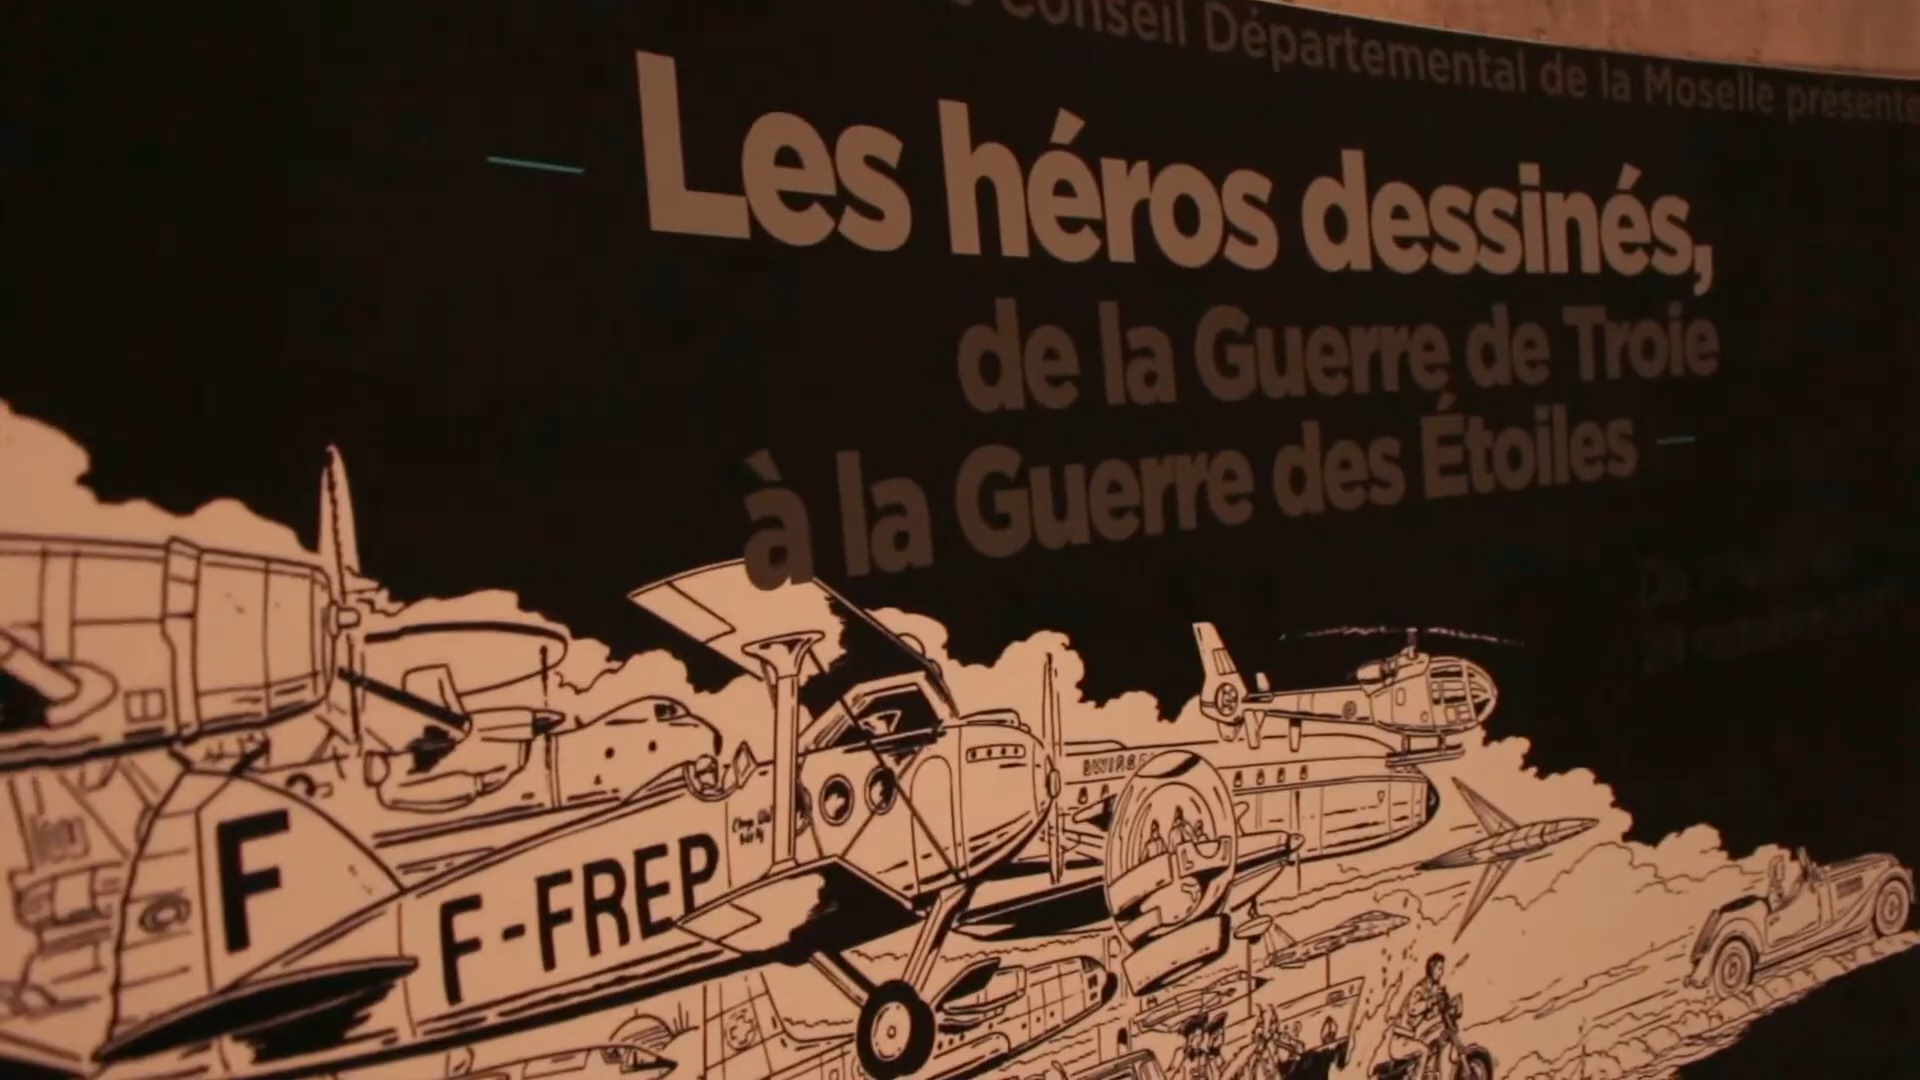 Conseil Départemental de la Moselle présente
Les héros dessinés,
de la Guerre de Troie
à la Guerre des Étoiles
F
F-FREP